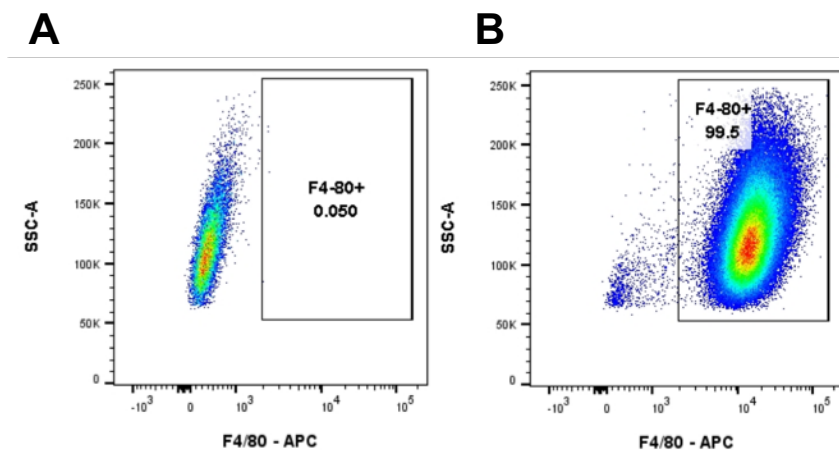 A
B
250K
200K
150K
100K
50K
0
SSC-A
F4-80+
0.050
-10³
0
10³
10⁴
10⁵
F4/80 - APC
250K
200K
150K
100K
50K
0
SSC-A
F4-80+
99.5
-10³
0
10³
10⁴
10⁵
F4/80 - APC